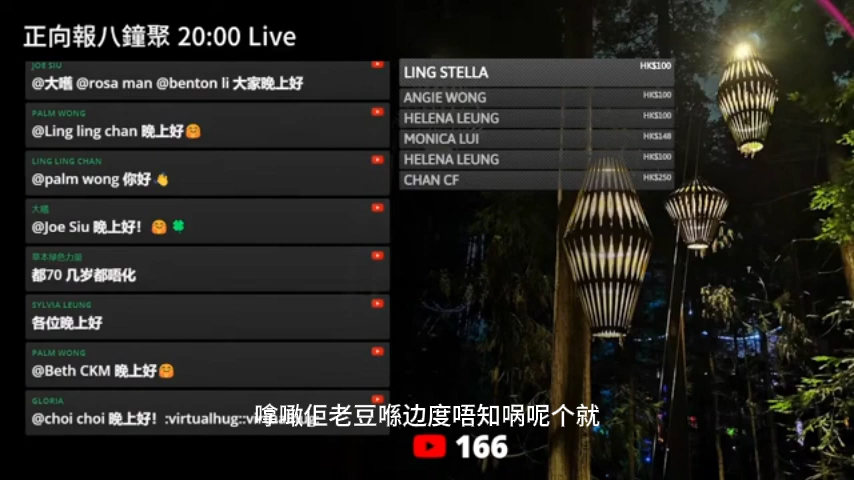 正向報八鐘聚 20:00 Live
JOE SIU
@大嚿 @rosa man @benton li 大家晚上好
PALM WONG
@Ling ling chan 晚上好🤗
LING LING CHAN
@palm wong 你好👋
大嚿
@Joe Siu 晚上好！ 🤗 🍀
草本绿色力量
都70 几岁都唔化
SYLVIA LEUNG
各位晚上好
PALM WONG
@Beth CKM 晚上好🤗
GLORIA
@choi choi 晚上好！:virtualhug::virtualhug:
LING STELLA HK$100
ANGIE WONG HK$100
HELENA LEUNG HK$100
MONICA LUI HK$148
HELENA LEUNG HK$100
CHAN CF HK$250
嗱噉佢老豆喺边度唔知㖞呢个就
166